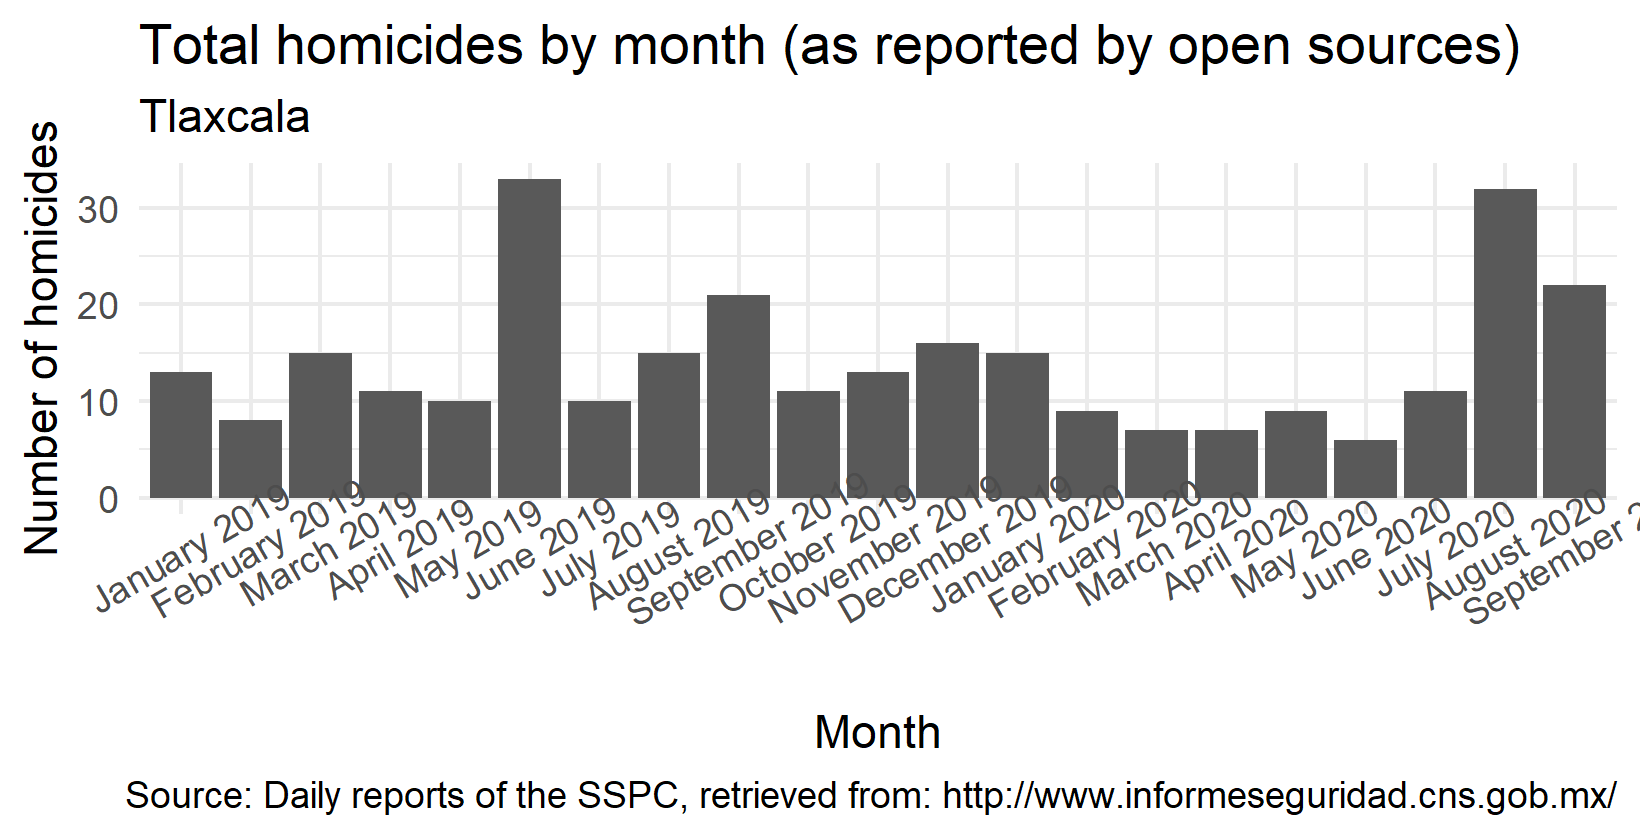 Total homicides by month (as reported by open sources)
Tlaxcala
Number of homicides
30
20
10
0
January 2019
February 2019
March 2019
April 2019
May 2019
June 2019
July 2019
August 2019
September 2019
October 2019
November 2019
December 2019
January 2020
February 2020
March 2020
April 2020
May 2020
June 2020
July 2020
August 2020
September 2
Month
Source: Daily reports of the SSPC, retrieved from: http://www.informeseguridad.cns.gob.mx/